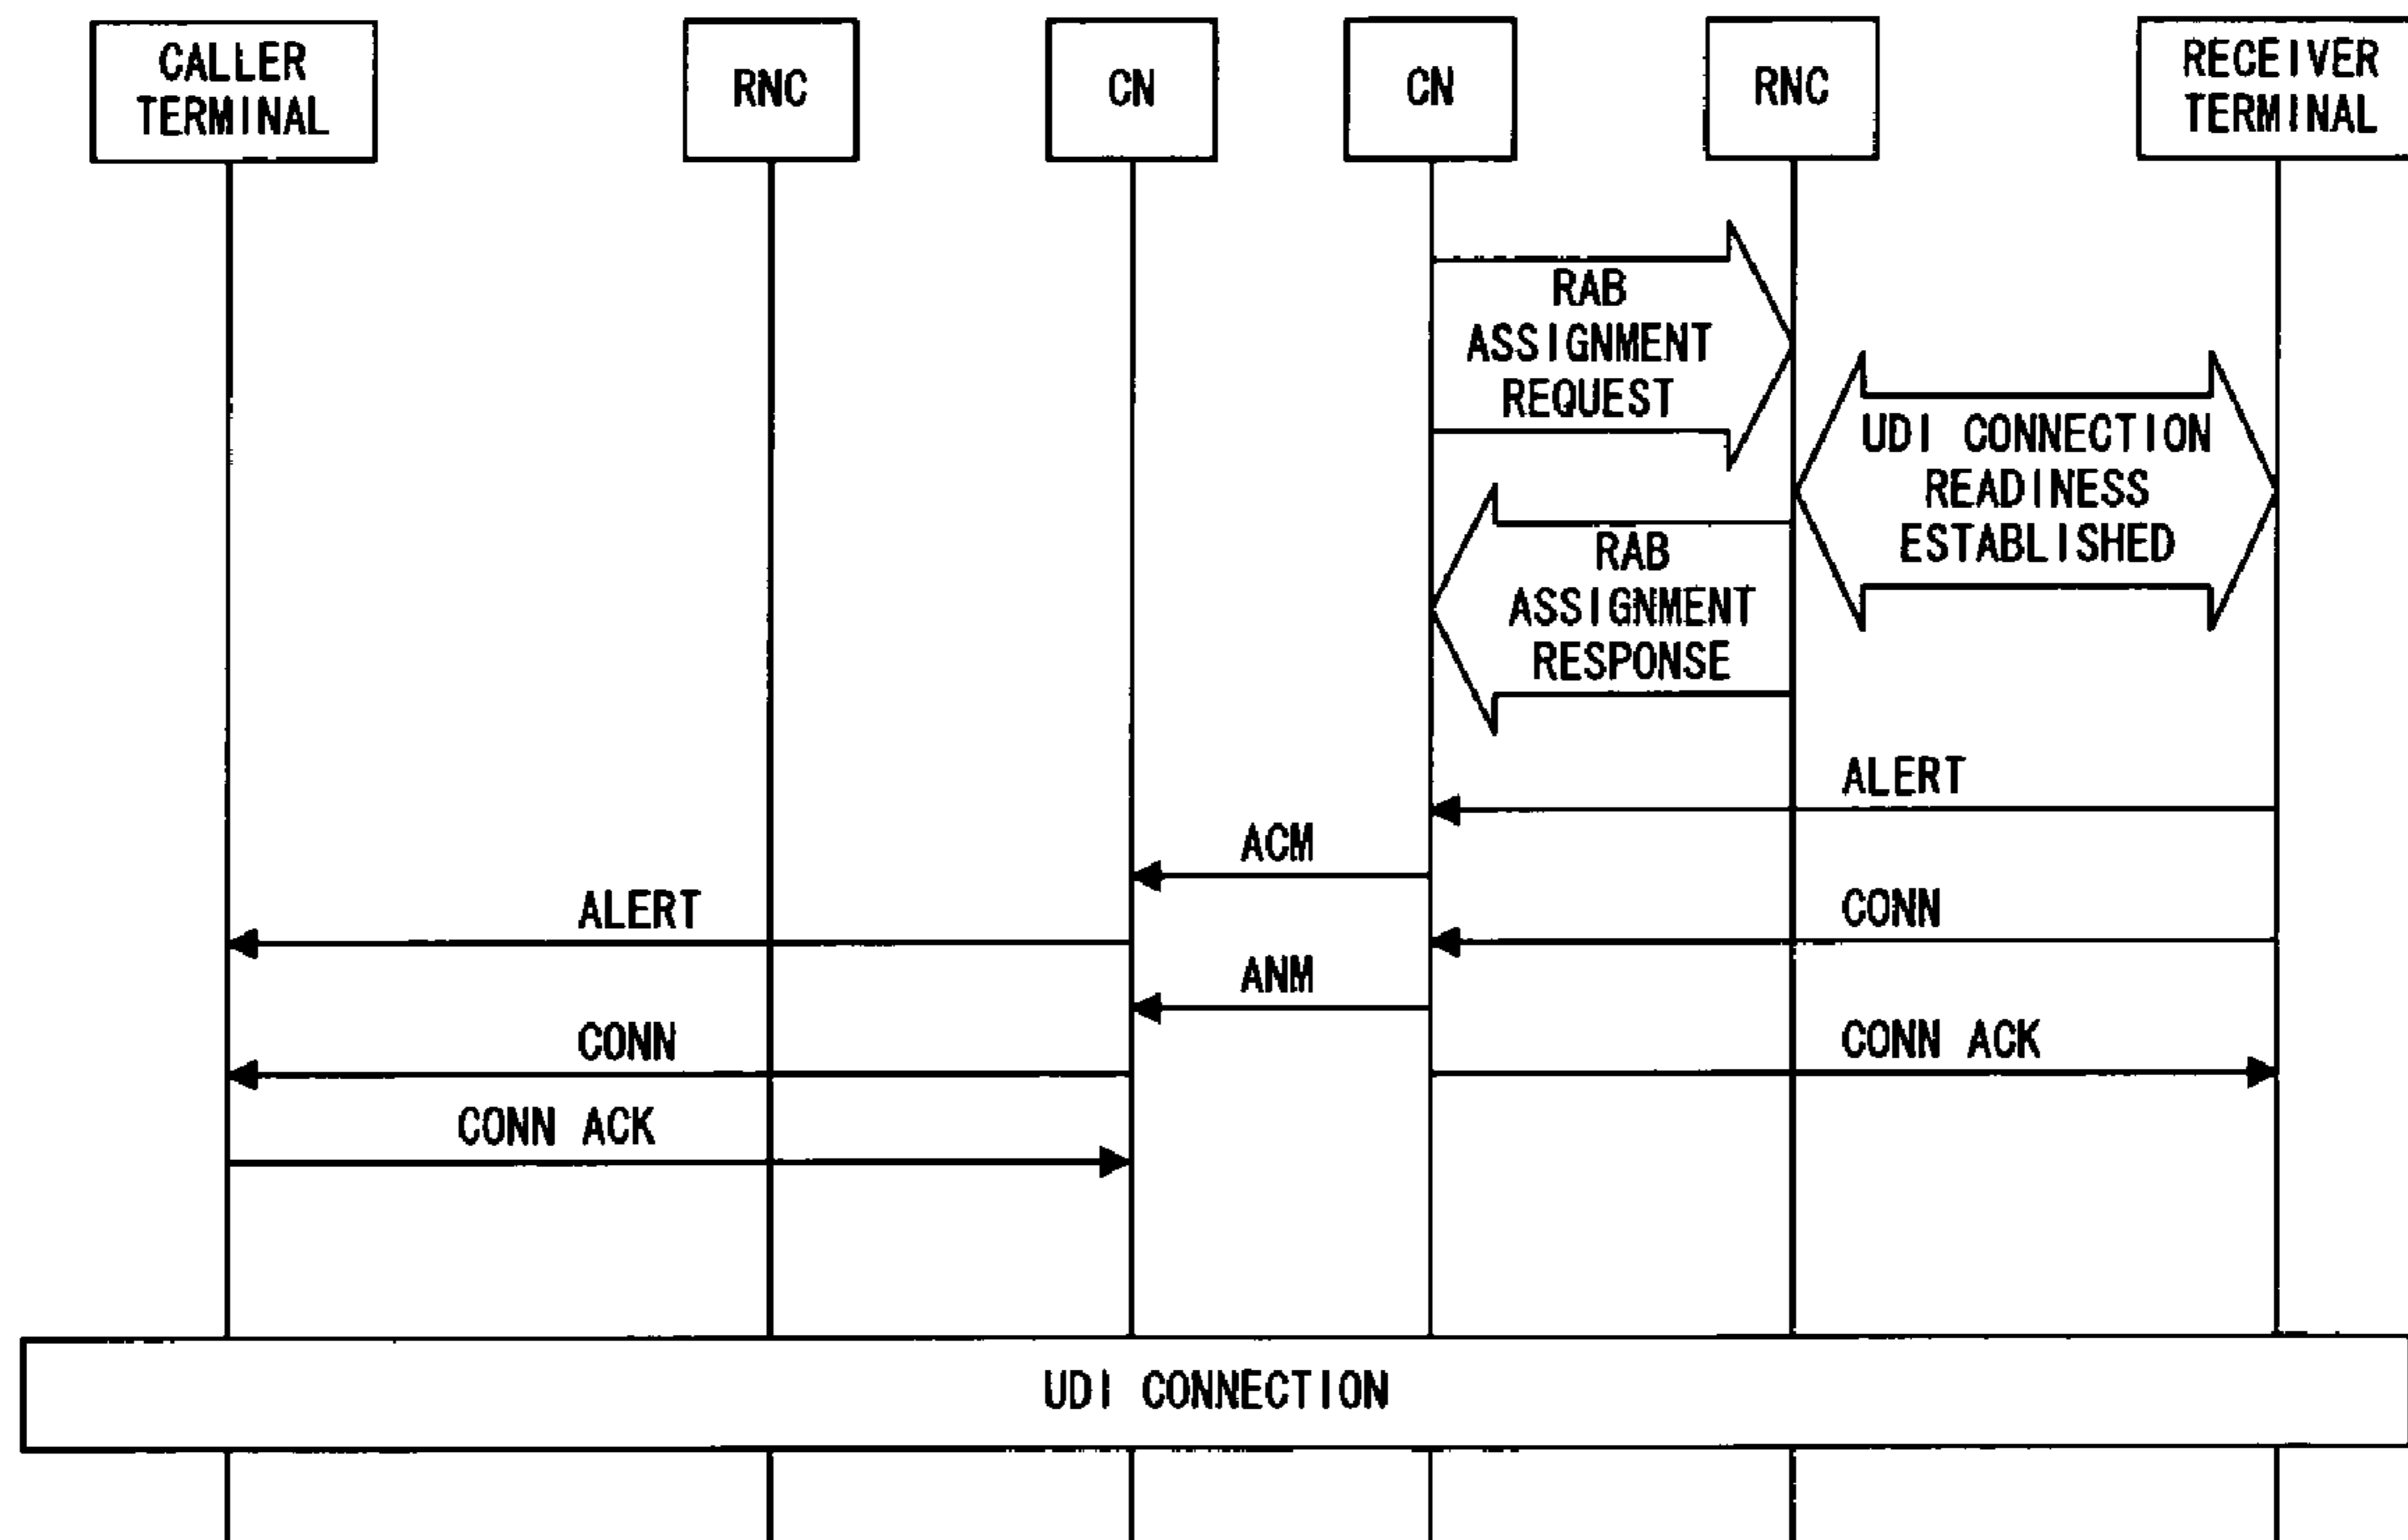 CALLER
TERMINAL
RNC
CN
CN
RNC
RECEIVER
TERMINAL
RAB
ASSIGNMENT
REQUEST
UDI CONNECTION
READINESS
ESTABLISHED
RAB
ASSIGNMENT
RESPONSE
ALERT
ACM
ALERT
CONN
ANM
CONN
CONN ACK
CONN ACK
UDI CONNECTION